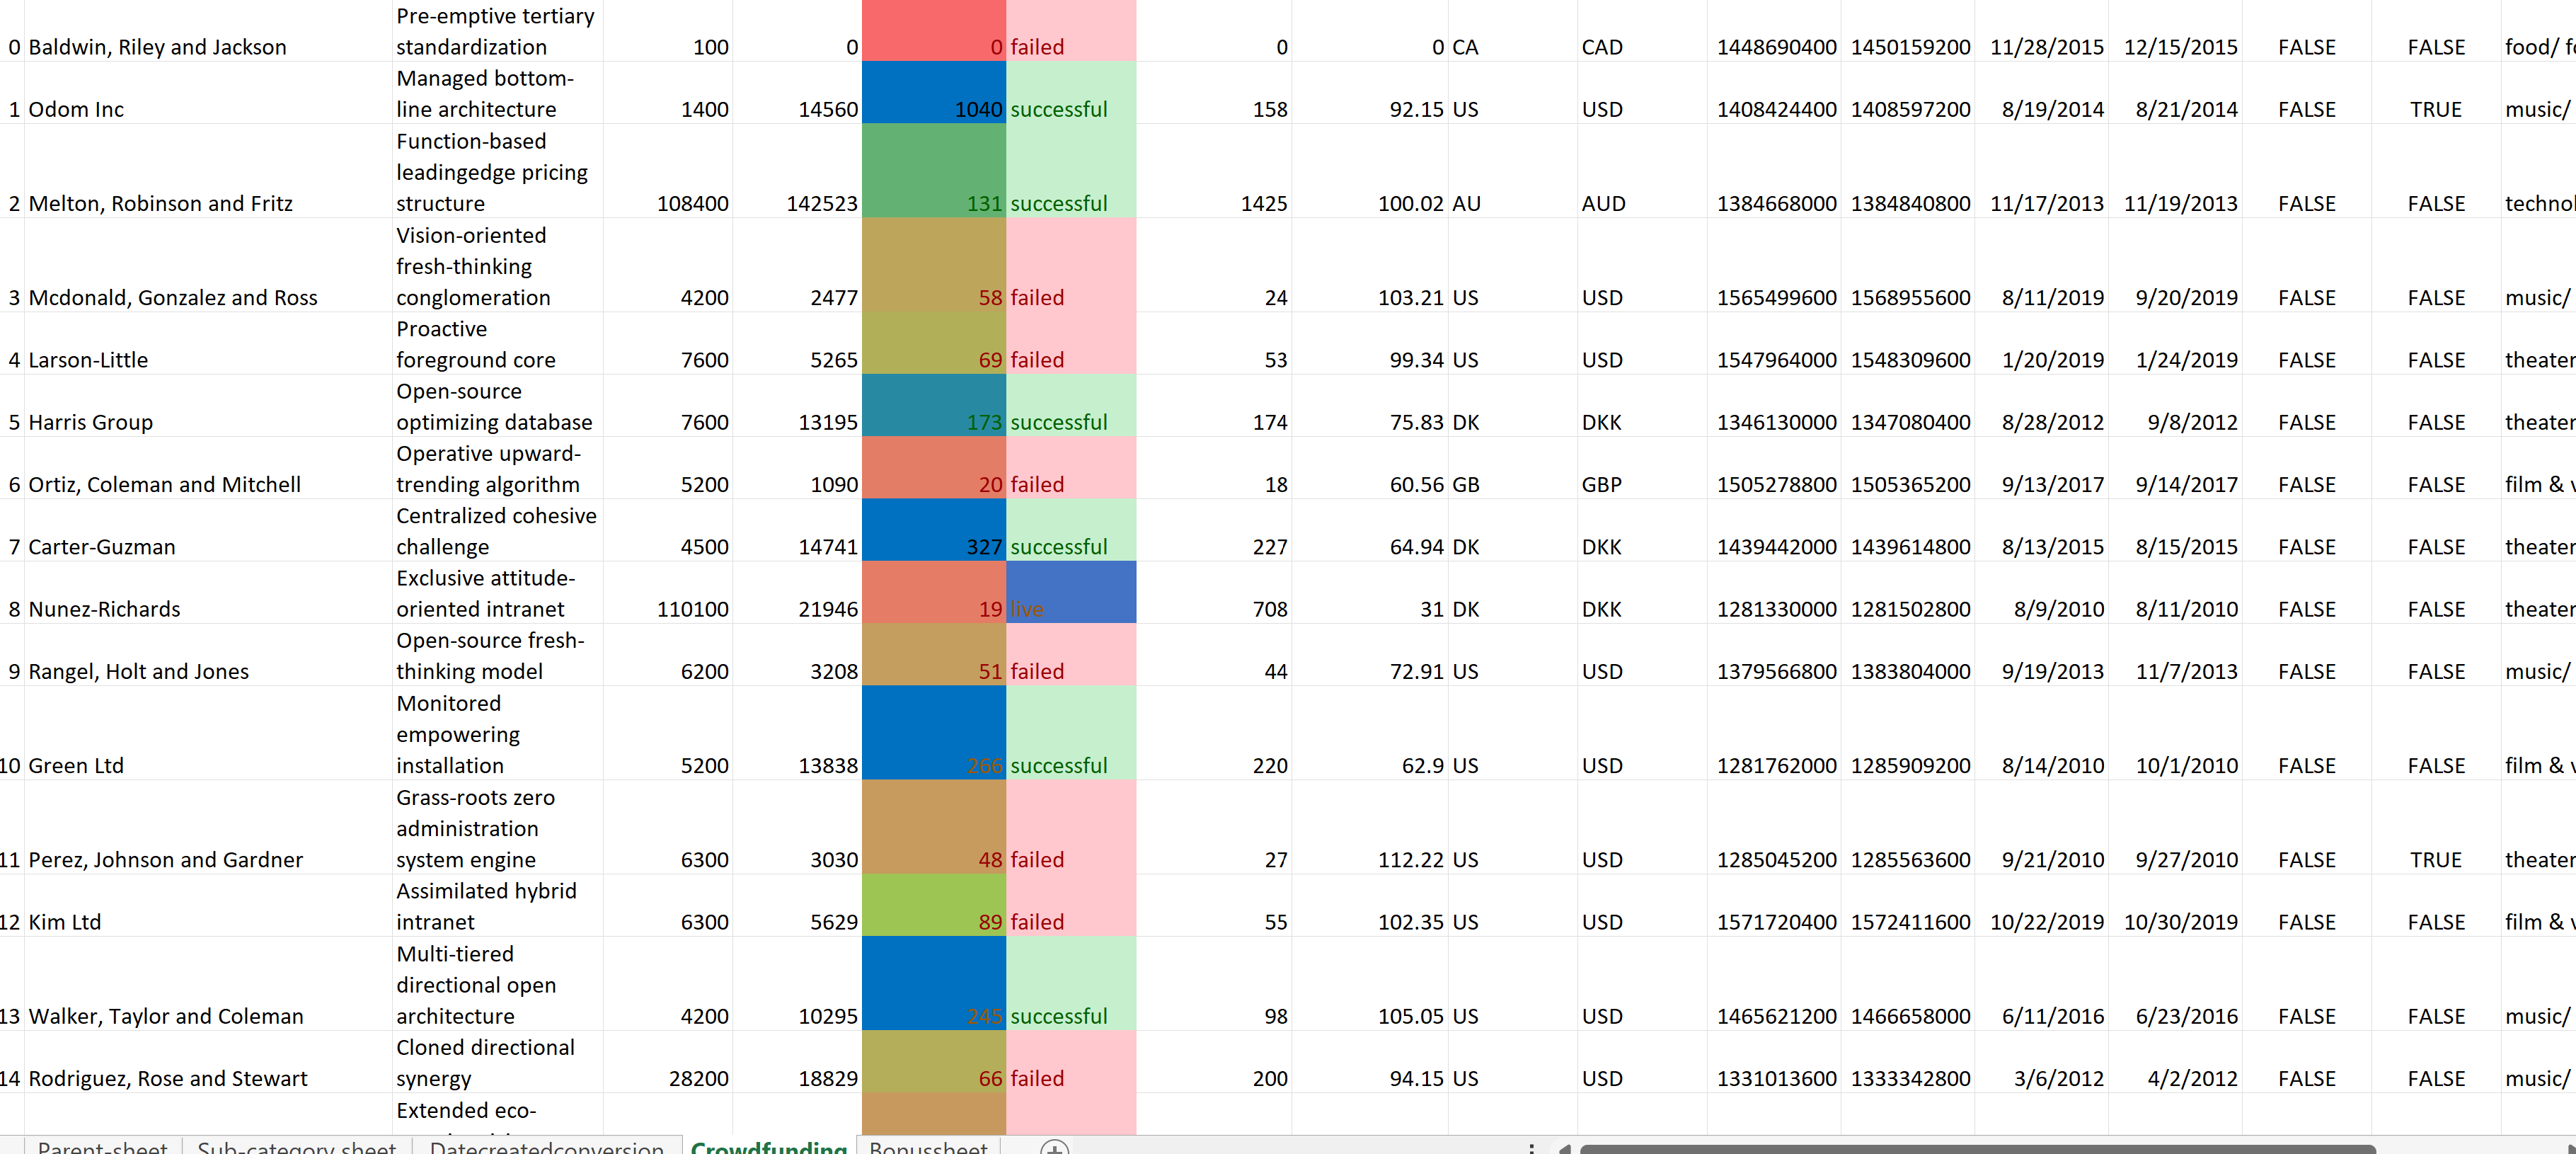 Pre-emptive tertiary
0 Baldwin, Riley and Jackson standardization 100 0 0 failed 0 0 CA CAD 1448690400 1450159200 11/28/2015 12/15/2015 FALSE FALSE food/
Managed bottom-
1 Odom Inc line architecture 1400 14560 1040 successful 158 92.15 US USD 1408424400 1408597200 8/19/2014 8/21/2014 FALSE TRUE music/
Function-based
leadingedge pricing
2 Melton, Robinson and Fritz structure 108400 142523 131 successful 1425 100.02 AU AUD 1384668000 1384840800 11/17/2013 11/19/2013 FALSE FALSE technol
Vision-oriented
fresh-thinking
3 Mcdonald, Gonzalez and Ross conglomeration 4200 2477 58 failed 24 103.21 US USD 1565499600 1568955600 8/11/2019 9/20/2019 FALSE FALSE music/
Proactive
4 Larson-Little foreground core 7600 5265 69 failed 53 99.34 US USD 1547964000 1548309600 1/20/2019 1/24/2019 FALSE FALSE theater
Open-source
5 Harris Group optimizing database 7600 13195 173 successful 174 75.83 DK DKK 1346130000 1347080400 8/28/2012 9/8/2012 FALSE FALSE theater
Operative upward-
6 Ortiz, Coleman and Mitchell trending algorithm 5200 1090 20 failed 18 60.56 GB GBP 1505278800 1505365200 9/13/2017 9/14/2017 FALSE FALSE film &
Centralized cohesive
7 Carter-Guzman challenge 4500 14741 327 successful 227 64.94 DK DKK 1439442000 1439614800 8/13/2015 8/15/2015 FALSE FALSE theater
Exclusive attitude-
8 Nunez-Richards oriented intranet 110100 21946 19 live 708 31 DK DKK 1281330000 1281502800 8/9/2010 8/11/2010 FALSE FALSE theater
Open-source fresh-
9 Rangel, Holt and Jones thinking model 6200 3208 51 failed 44 72.91 US USD 1379566800 1383804000 9/19/2013 11/7/2013 FALSE FALSE music/
Monitored
empowering
10 Green Ltd installation 5200 13838 266 successful 220 62.9 US USD 1281762000 1285909200 8/14/2010 10/1/2010 FALSE FALSE film &
Grass-roots zero
administration
11 Perez, Johnson and Gardner system engine 6300 3030 48 failed 27 112.22 US USD 1285045200 1285563600 9/21/2010 9/27/2010 FALSE TRUE theater
Assimilated hybrid
12 Kim Ltd intranet 6300 5629 89 failed 55 102.35 US USD 1571720400 1572411600 10/22/2019 10/30/2019 FALSE FALSE film &
Multi-tiered
directional open
13 Walker, Taylor and Coleman architecture 4200 10295 245 successful 98 105.05 US USD 1465621200 1466658000 6/11/2016 6/23/2016 FALSE FALSE music/
Cloned directional
14 Rodriguez, Rose and Stewart synergy 28200 18829 66 failed 200 94.15 US USD 1331013600 1333342800 3/6/2012 4/2/2012 FALSE FALSE music/
Extended eco-
Parent-sheet Sub-category sheet Datecreatedconversion Crowdfunding Bonussheet